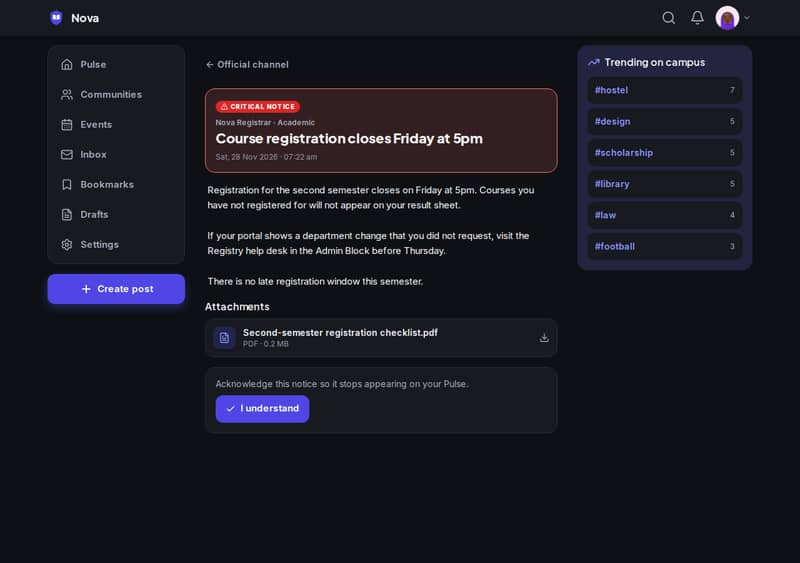 Nova
Pulse
Communities
Events
Inbox
Bookmarks
Drafts
Settings
Create post
Official channel
CRITICAL NOTICE
Nova Registrar · Academic
Course registration closes Friday at 5pm
Sat, 28 Nov 2026 · 07:22 am
Registration for the second semester closes on Friday at 5pm. Courses you
have not registered for will not appear on your result sheet.
If your portal shows a department change that you did not request, visit the
Registry help desk in the Admin Block before Thursday.
There is no late registration window this semester.
Attachments
Second-semester registration checklist.pdf
PDF · 0.2 MB
Acknowledge this notice so it stops appearing on your Pulse.
I understand
Trending on campus
#hostel 7
#design 5
#scholarship 5
#library 5
#law 4
#football 3